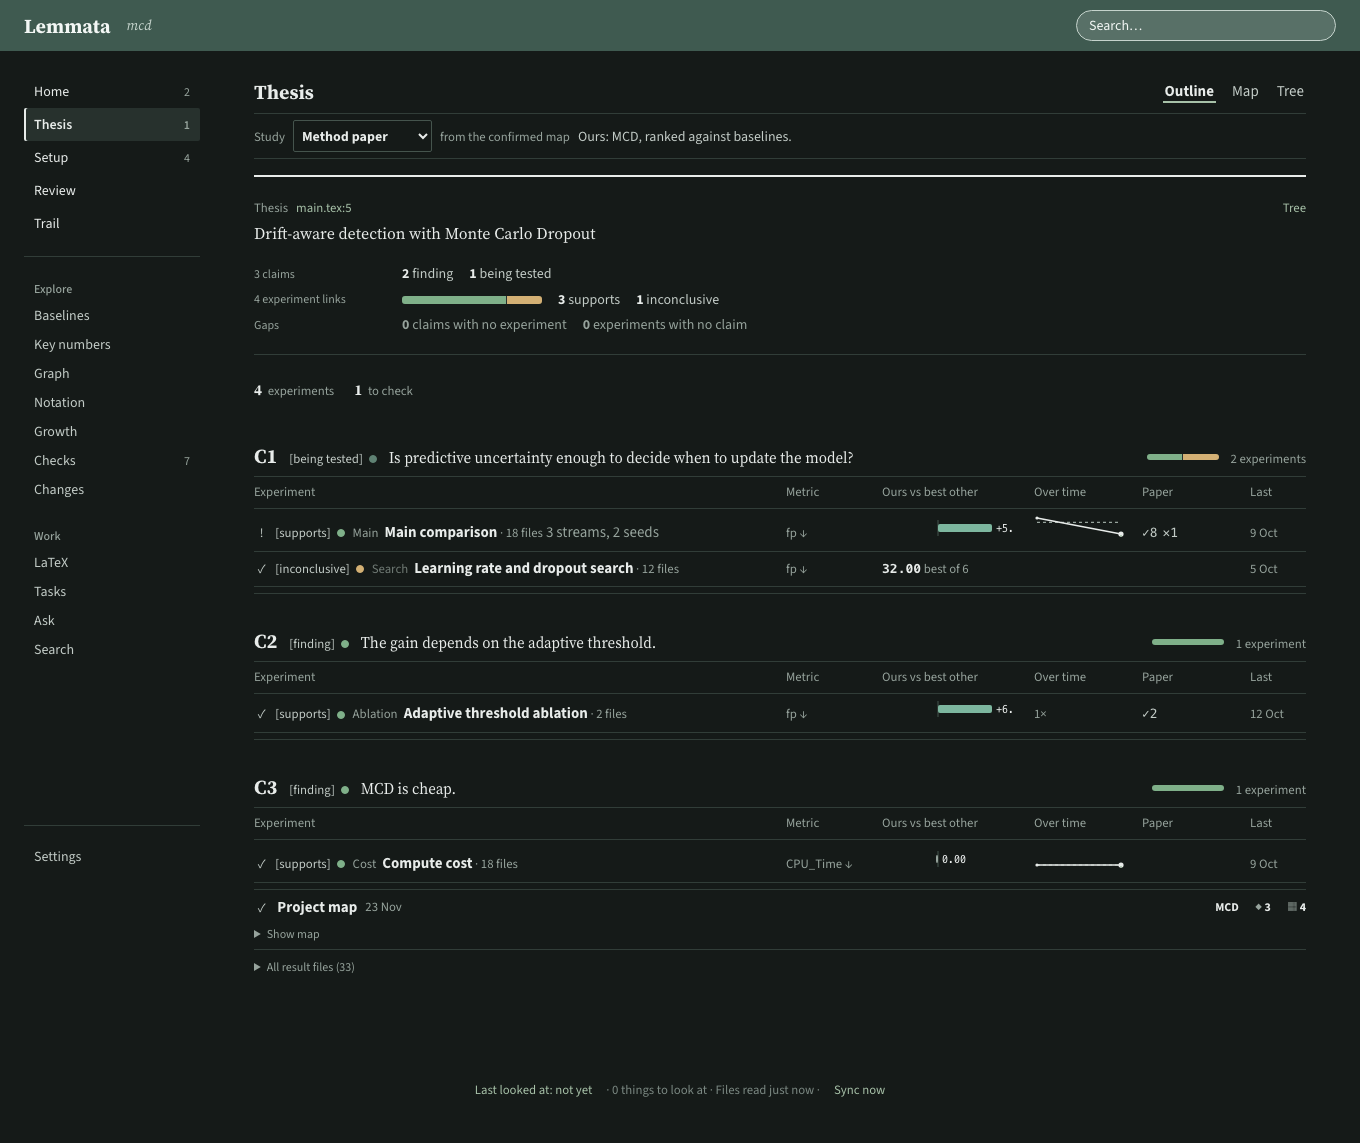 Lemmata mcd Search…
Home 2
Thesis 1
Setup 4
Review
Trail
Explore
Baselines
Key numbers
Graph
Notation
Growth
Checks 7
Changes
Work
LaTeX
Tasks
Ask
Search
Settings
Thesis Outline Map Tree
Study Method paper from the confirmed map Ours: MCD, ranked against baselines.
Thesis main.tex:5 Tree
Drift-aware detection with Monte Carlo Dropout
3 claims 2 finding 1 being tested
4 experiment links 3 supports 1 inconclusive
Gaps 0 claims with no experiment 0 experiments with no claim
4 experiments 1 to check
C1 [being tested] Is predictive uncertainty enough to decide when to update the model? 2 experiments
Experiment Metric Ours vs best other Over time Paper Last
! [supports] Main Main comparison · 18 files 3 streams, 2 seeds fp ↓ +5. ✓8 ×1 9 Oct
✓ [inconclusive] Search Learning rate and dropout search · 12 files fp ↓ 32.00 best of 6 5 Oct
C2 [finding] The gain depends on the adaptive threshold. 1 experiment
Experiment Metric Ours vs best other Over time Paper Last
✓ [supports] Ablation Adaptive threshold ablation · 2 files fp ↓ +6. 1× ✓2 12 Oct
C3 [finding] MCD is cheap. 1 experiment
Experiment Metric Ours vs best other Over time Paper Last
✓ [supports] Cost Compute cost · 18 files CPU_Time ↓ 0.00 9 Oct
✓ Project map 23 Nov MCD 3 4
Show map
All result files (33)
Last looked at: not yet · 0 things to look at · Files read just now · Sync now